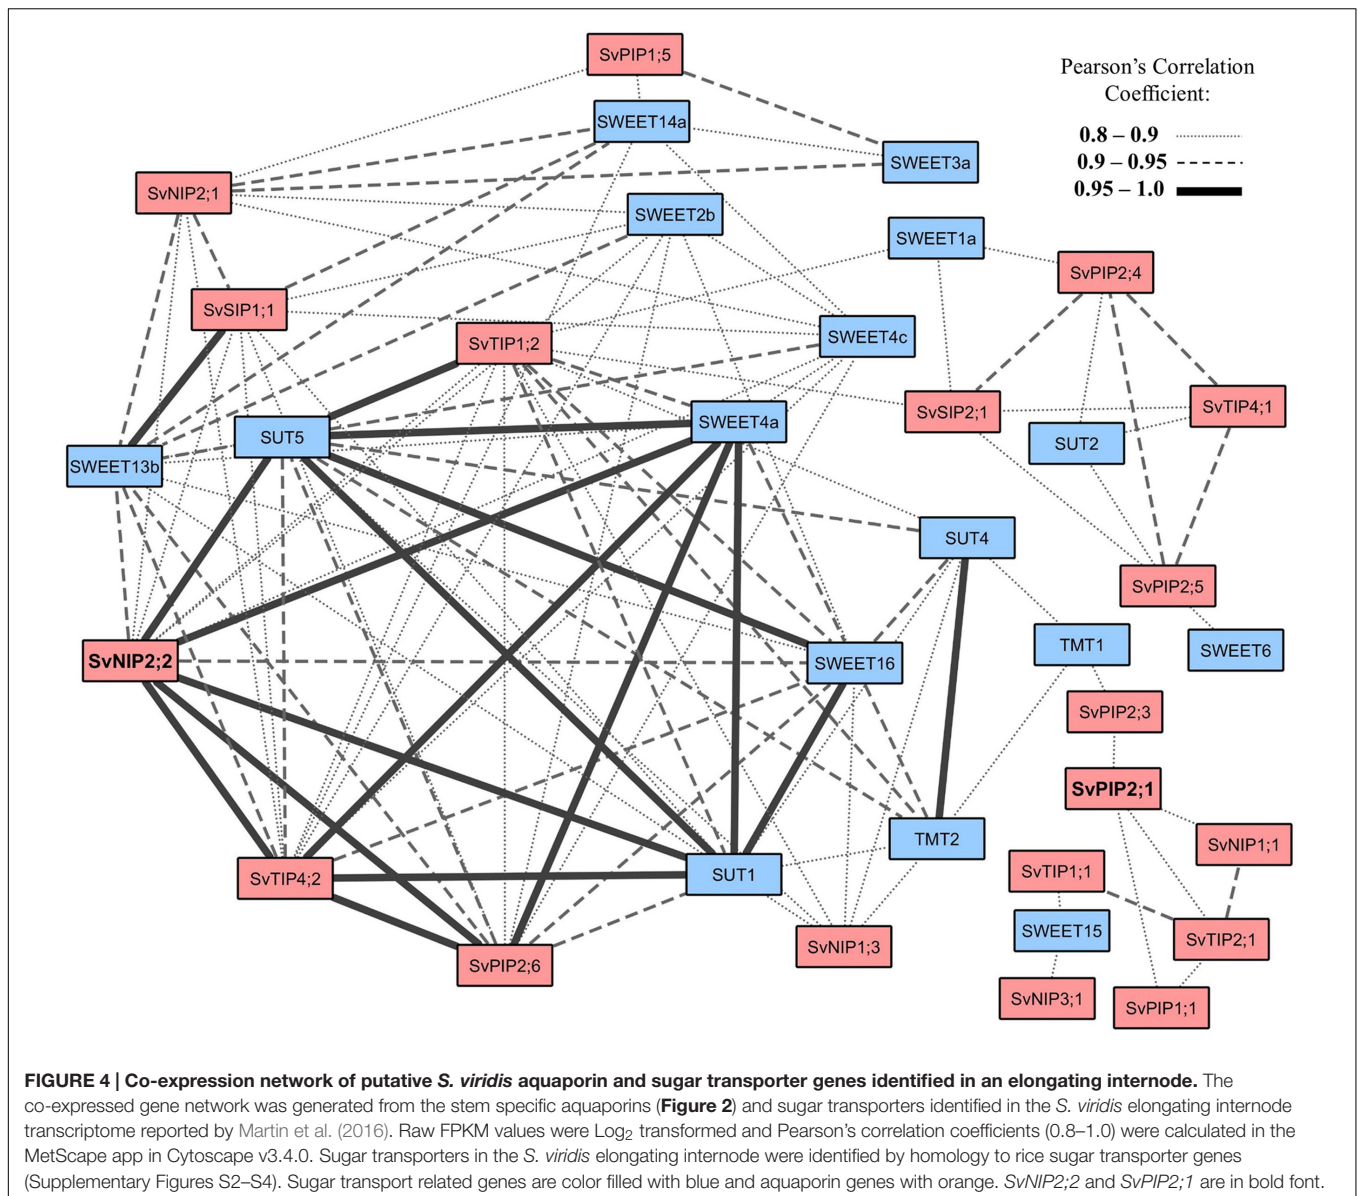 SvPIP1;5
Pearson's Correlation
Coefficient:
0.8 – 0.9
0.9 – 0.95
0.95 – 1.0
SWEET14a
SWEET3a
SvNIP2;1
SWEET2b
SWEET1a
SvPIP2;4
SvSIP1;1
SvTIP1;2
SWEET4c
SvSIP2;1
SvTIP4;1
SWEET4a
SUT5
SUT2
SWEET13b
SUT4
SvPIP2;5
TMT1
SWEET6
SvNIP2;2
SWEET16
SvPIP2;3
SvPIP2;1
TMT2
SvNIP1;1
SvTIP1;1
SvTIP4;2
SUT1
SWEET15
SvTIP2;1
SvNIP1;3
SvPIP2;6
SvNIP3;1
SvPIP1;1
FIGURE 4 | Co-expression network of putative S. viridis aquaporin and sugar transporter genes identified in an elongating internode. The
co-expressed gene network was generated from the stem specific aquaporins (Figure 2) and sugar transporters identified in the S. viridis elongating internode
transcriptome reported by Martin et al. (2016). Raw FPKM values were Log2 transformed and Pearson's correlation coefficients (0.8–1.0) were calculated in the
MetScape app in Cytoscape v3.4.0. Sugar transporters in the S. viridis elongating internode were identified by homology to rice sugar transporter genes
(Supplementary Figures S2–S4). Sugar transport related genes are color filled with blue and aquaporin genes with orange. SvNIP2;2 and SvPIP2;1 are in bold font.